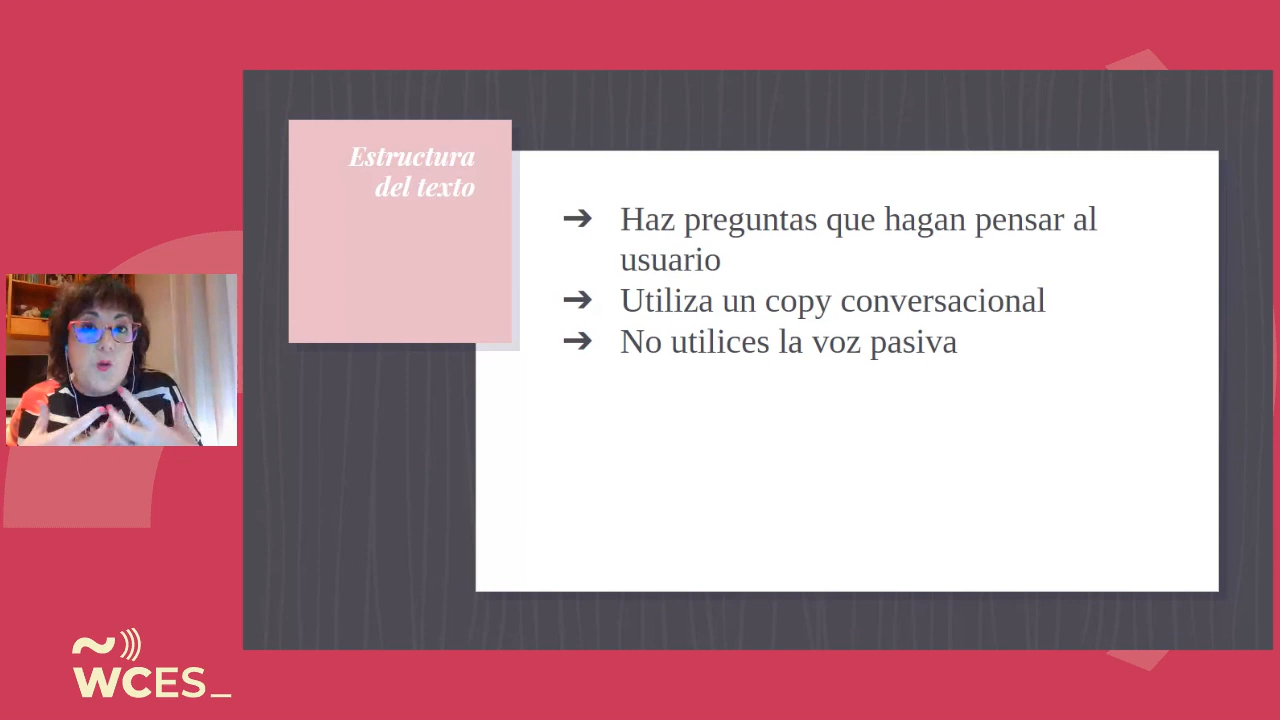 Estructura
del texto
➔ Haz preguntas que hagan pensar al
usuario
➔ Utiliza un copy conversacional
➔ No utilices la voz pasiva
WCES_